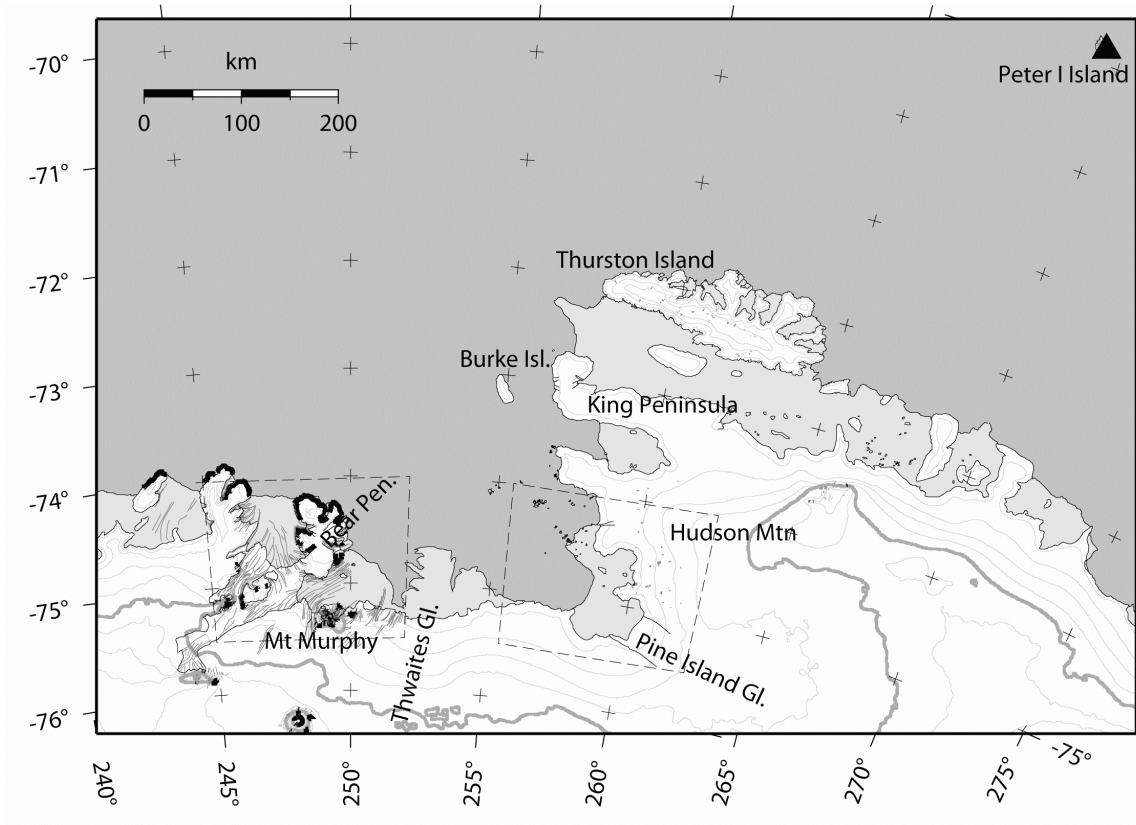 km
0 100 200
Peter I Island
-70°
-71°
-72°
-73°
-74°
-75°
-76°
Thurston Island
Burke Isl.
King Peninsula
Bear Pen.
Hudson Mtn
Mt Murphy
Thwaites Gl.
Pine Island Gl.
240° 245° 250° 255° 260° 265° 270° 275° -75°